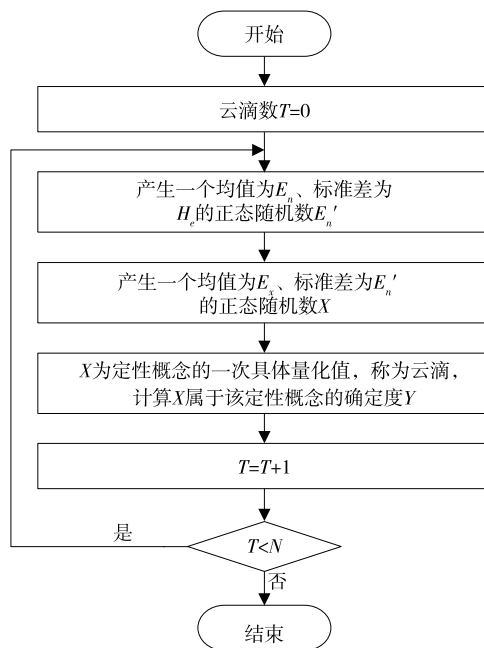 开始
云滴数T=0
产生一个均值为Eₙ、标准差为
Hₑ的正态随机数Eₙ′
产生一个均值为Eₓ、标准差为Eₙ′
的正态随机数X
X为定性概念的一次具体量化值，称为云滴，
计算X属于该定性概念的确定度Y
T=T+1
是
T<N
否
结束